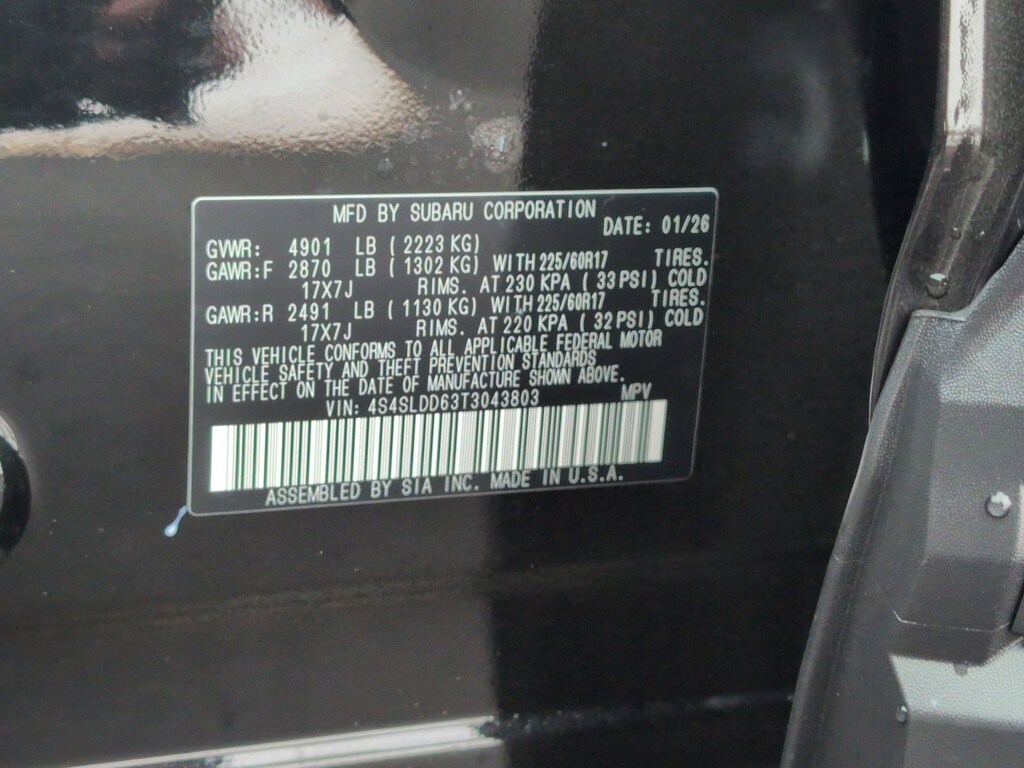 MFD BY SUBARU CORPORATION
DATE: 01/26
GVWR: 4901 LB ( 2223 KG)
GAWR:F 2870 LB ( 1302 KG) WITH 225/60R17 TIRES.
17X7J RIMS. AT 230 KPA ( 33 PSI) COLD
GAWR:R 2491 LB ( 1130 KG) WITH 225/60R17 TIRES.
17X7J RIMS. AT 220 KPA ( 32 PSI) COLD
THIS VEHICLE CONFORMS TO ALL APPLICABLE FEDERAL MOTOR
VEHICLE SAFETY AND THEFT PREVENTION STANDARDS
IN EFFECT ON THE DATE OF MANUFACTURE SHOWN ABOVE.
VIN: 4S4SLDD63T3043803 MPV
ASSEMBLED BY SIA INC. MADE IN U.S.A.